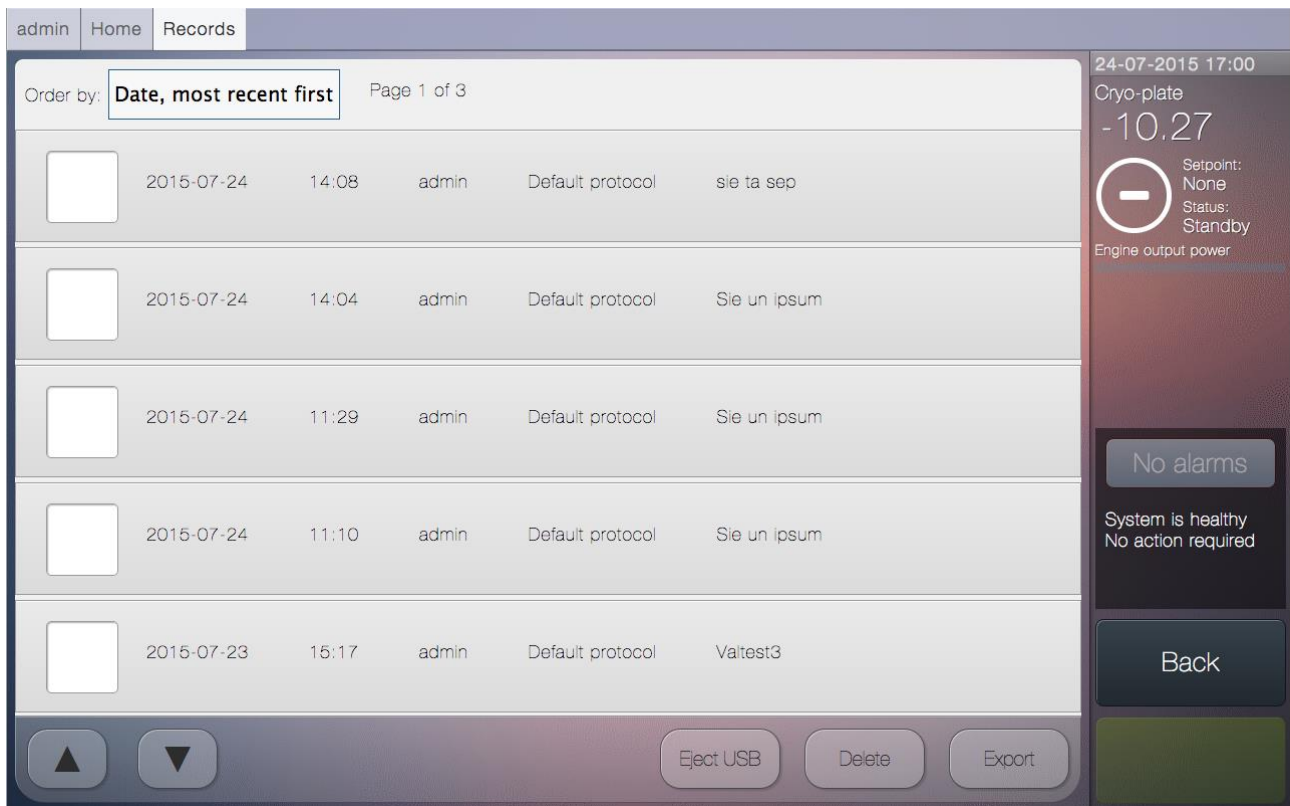 admin Home Records
Order by: Date, most recent first Page 1 of 3
2015-07-24 14:08 admin Default protocol sie ta sep
2015-07-24 14:04 admin Default protocol Sie un ipsum
2015-07-24 11:29 admin Default protocol Sie un ipsum
2015-07-24 11:10 admin Default protocol Sie un ipsum
2015-07-23 15:17 admin Default protocol Valtest3
Eject USB Delete Export
24-07-2015 17:00
Cryo-plate
-10.27
Setpoint:
None
Status:
Standby
Engine output power
No alarms
System is healthy
No action required
Back